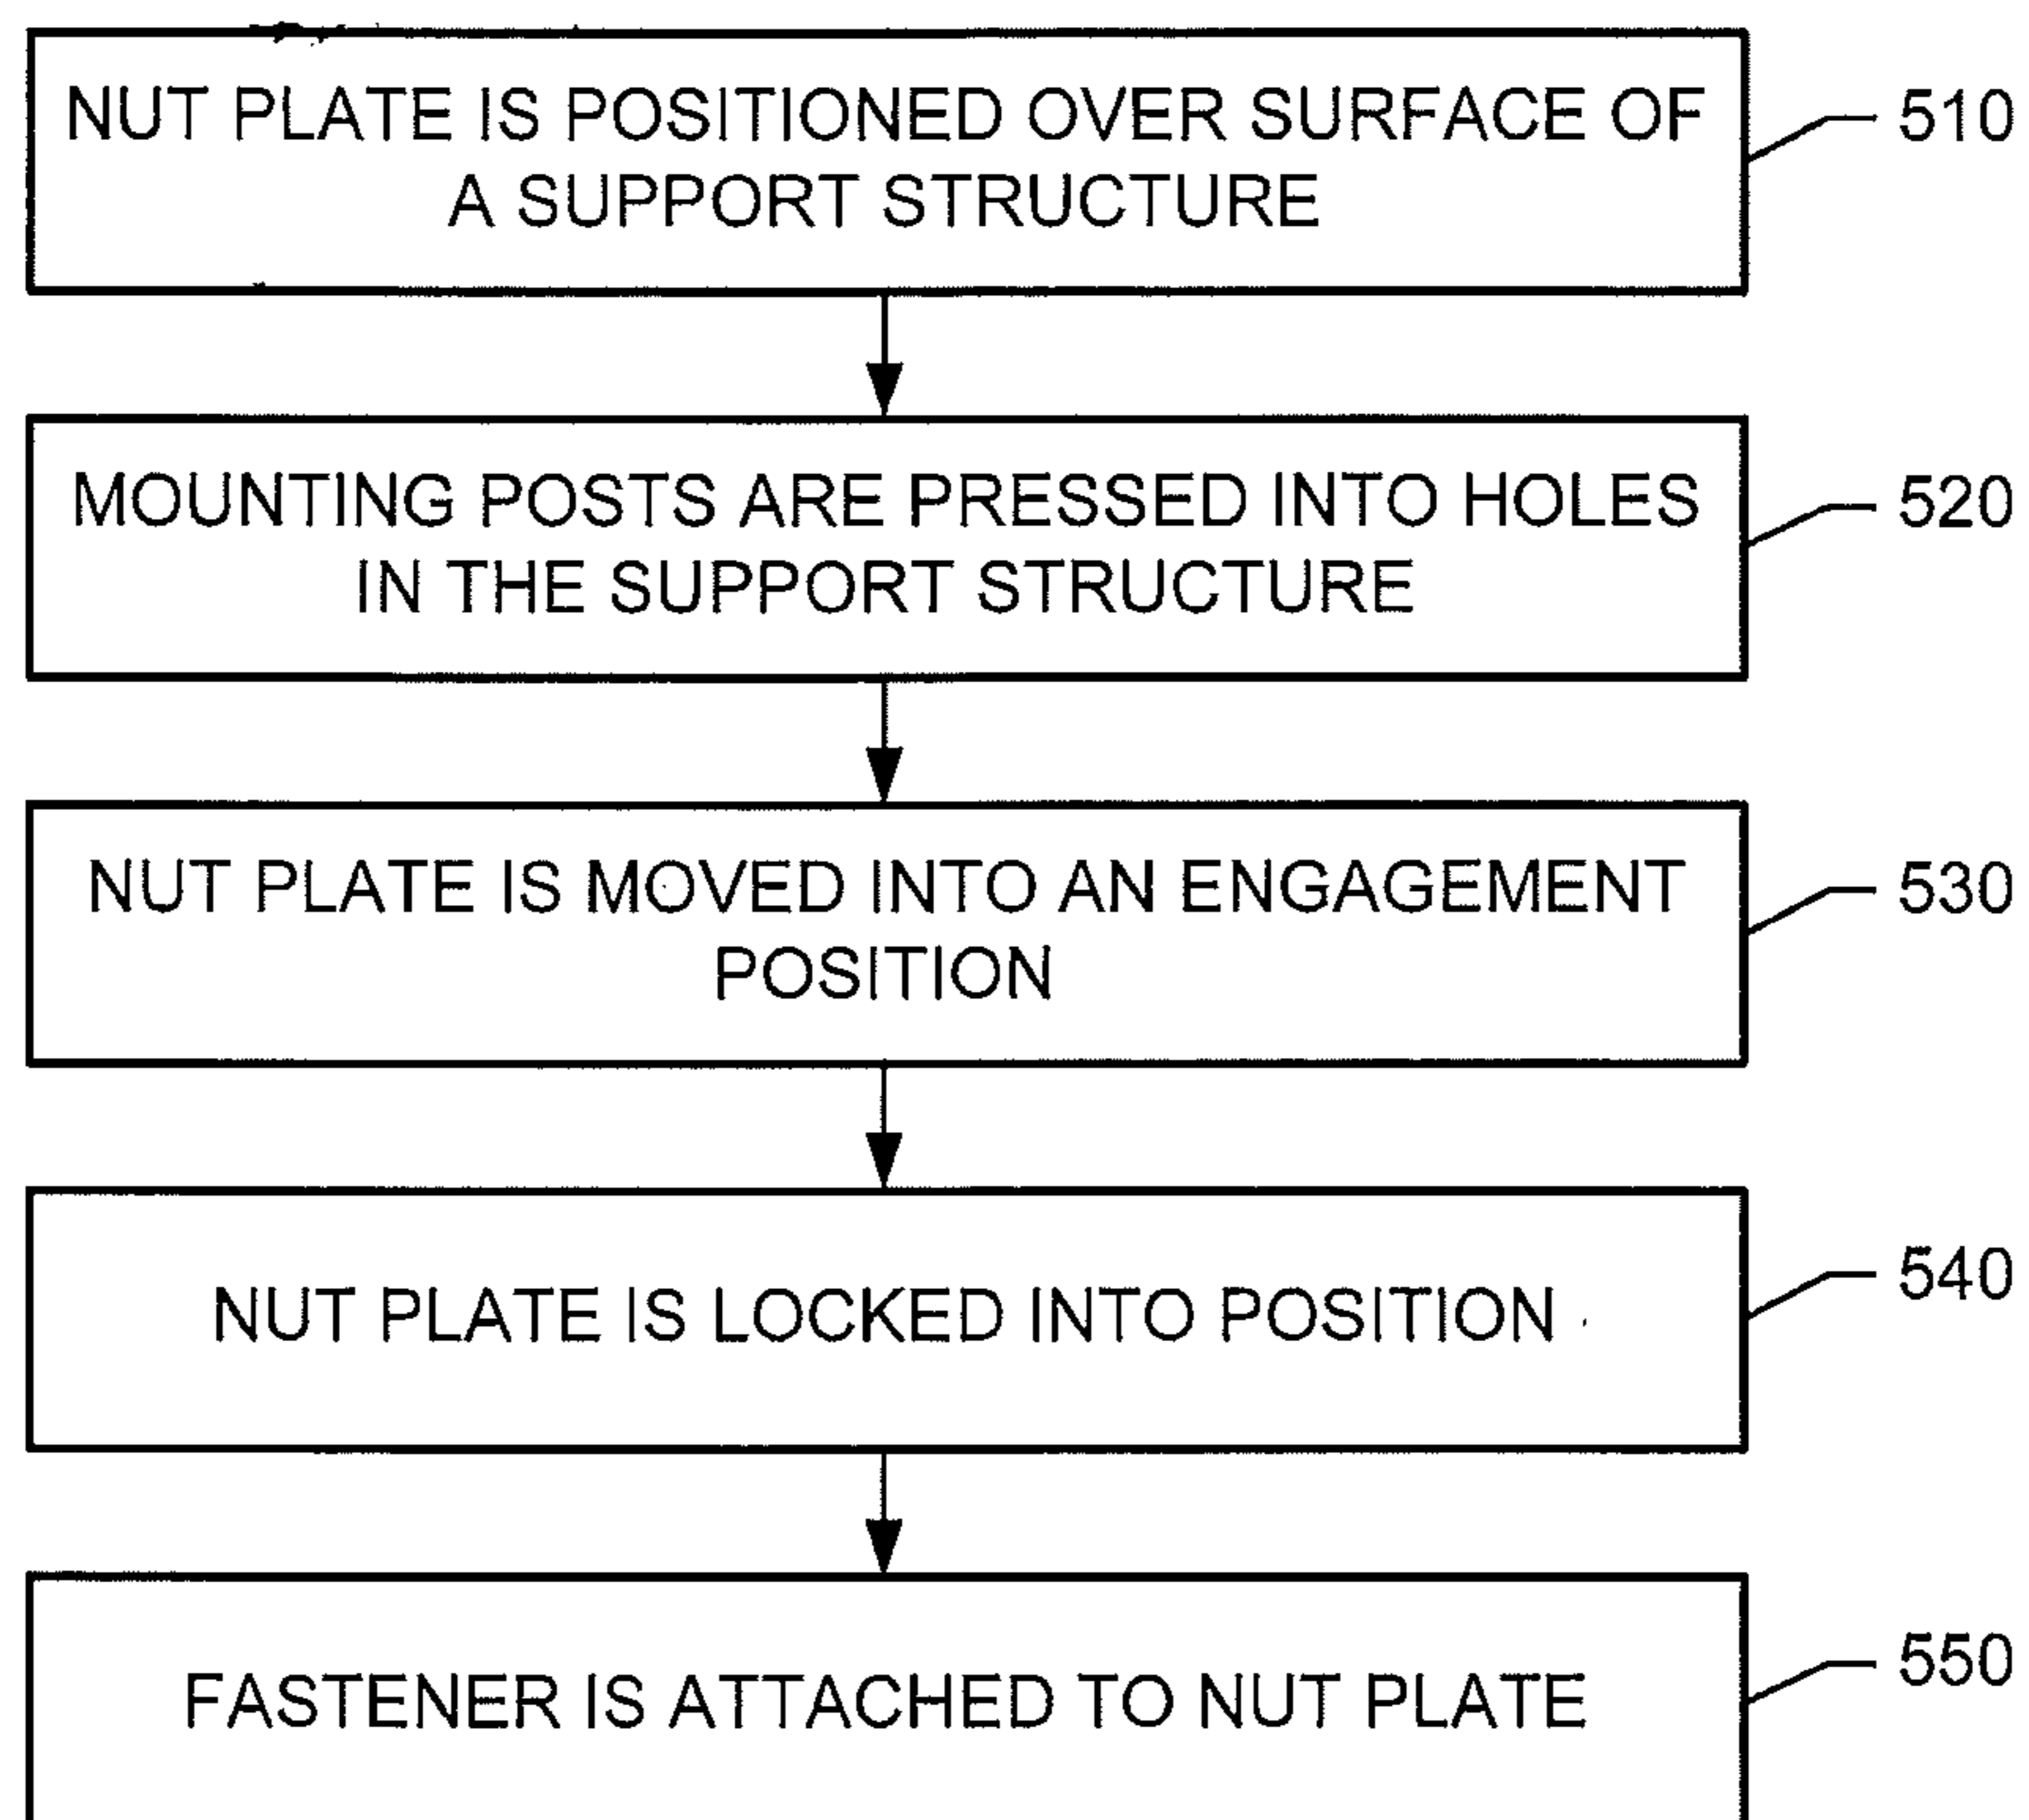 NUT PLATE IS POSITIONED OVER SURFACE OF
A SUPPORT STRUCTURE
510
MOUNTING POSTS ARE PRESSED INTO HOLES
IN THE SUPPORT STRUCTURE
520
NUT PLATE IS MOVED INTO AN ENGAGEMENT
POSITION
530
NUT PLATE IS LOCKED INTO POSITION
540
FASTENER IS ATTACHED TO NUT PLATE
550